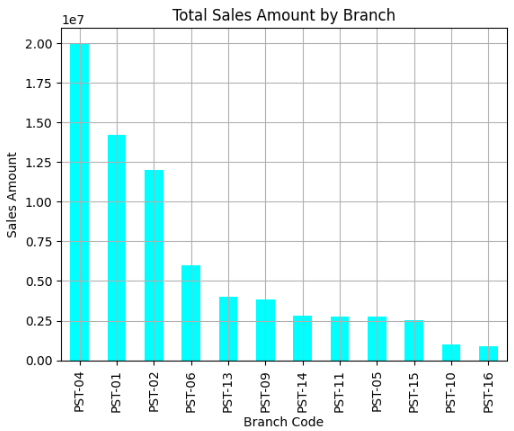 Total Sales Amount by Branch
1e7
2.00
1.75
1.50
1.25
1.00
0.75
0.50
0.25
0.00
Sales Amount
PST-04
PST-01
PST-02
PST-06
PST-13
PST-09
PST-14
PST-11
PST-05
PST-15
PST-10
PST-16
Branch Code